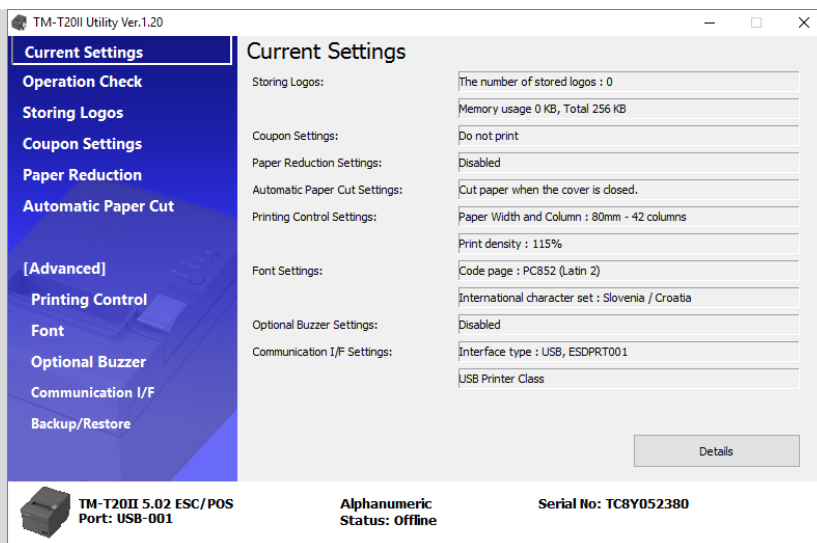 TM-T20II Utility Ver.1.20
Current Settings
Operation Check
Storing Logos
Coupon Settings
Paper Reduction
Automatic Paper Cut
[Advanced]
Printing Control
Font
Optional Buzzer
Communication I/F
Backup/Restore
Current Settings
Storing Logos: The number of stored logos : 0
Memory usage 0 KB, Total 256 KB
Coupon Settings: Do not print
Paper Reduction Settings: Disabled
Automatic Paper Cut Settings: Cut paper when the cover is closed.
Printing Control Settings: Paper Width and Column : 80mm - 42 columns
Print density : 115%
Font Settings: Code page : PC852 (Latin 2)
International character set : Slovenia / Croatia
Optional Buzzer Settings: Disabled
Communication I/F Settings: Interface type : USB, ESDPRT001
USB Printer Class
Details
TM-T20II 5.02 ESC/POS Alphanumeric Serial No: TC8Y052380
Port: USB-001 Status: Offline